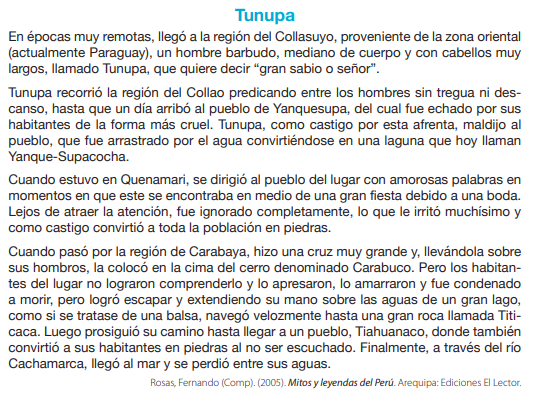 Tunupa
En épocas muy remotas, llegó a la región del Collasuyo, proveniente de la zona oriental
(actualmente Paraguay), un hombre barbudo, mediano de cuerpo y con cabellos muy
largos, llamado Tunupa, que quiere decir “gran sabio o señor”.
Tunupa recorrió la región del Collao predicando entre los hombres sin tregua ni des-
canso, hasta que un día arribó al pueblo de Yanquesupa, del cual fue echado por sus
habitantes de la forma más cruel. Tunupa, como castigo por esta afrenta, maldijo al
pueblo, que fue arrastrado por el agua convirtiéndose en una laguna que hoy llaman
Yanque-Supacocha.
Cuando estuvo en Quenamari, se dirigió al pueblo del lugar con amorosas palabras en
momentos en que este se encontraba en medio de una gran fiesta debido a una boda.
Lejos de atraer la atención, fue ignorado completamente, lo que le irritó muchísimo y
como castigo convirtió a toda la población en piedras.
Cuando pasó por la región de Carabaya, hizo una cruz muy grande y, llevándola sobre
sus hombros, la colocó en la cima del cerro denominado Carabuco. Pero los habitan-
tes del lugar no lograron comprenderlo y lo apresaron, lo amarraron y fue condenado
a morir, pero logró escapar y extendiendo su mano sobre las aguas de un gran lago,
como si se tratase de una balsa, navegó velozmente hasta una gran roca llamada Titi-
caca. Luego prosiguió su camino hasta llegar a un pueblo, Tiahuanaco, donde también
convirtió a sus habitantes en piedras al no ser escuchado. Finalmente, a través del río
Cachamarca, llegó al mar y se perdió entre sus aguas.
Rosas, Fernando (Comp). (2005). Mitos y leyendas del Perú. Arequipa: Ediciones El Lector.